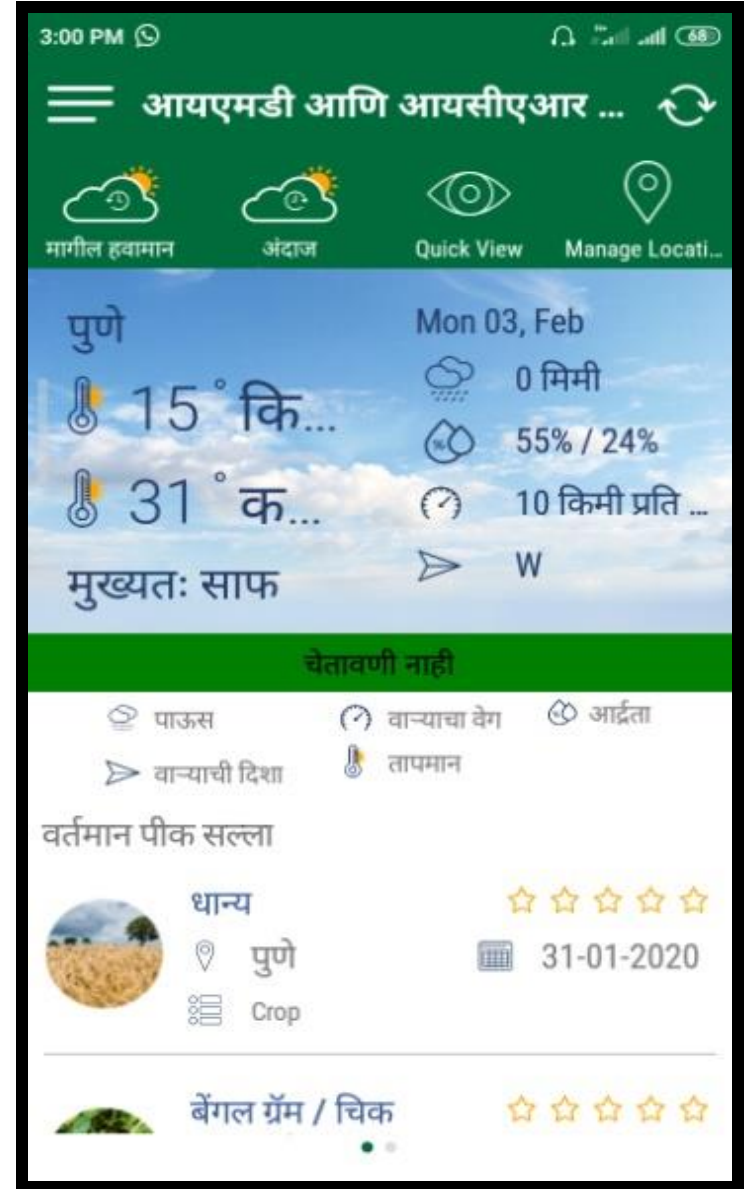 3:00 PM 68
आयएमडी आणि आयसीएआर ...
मागील हवामान अंदाज Quick View Manage Locati...
पुणे Mon 03, Feb
15° कि... 0 मिमी
55% / 24%
31° क... 10 किमी प्रति ...
मुख्यतः साफ W
चेतावणी नाही
पाऊस वाऱ्याचा वेग आर्द्रता
वाऱ्याची दिशा तापमान
वर्तमान पीक सल्ला
धान्य
पुणे 31-01-2020
Crop
बेंगल ग्रॅम / चिक